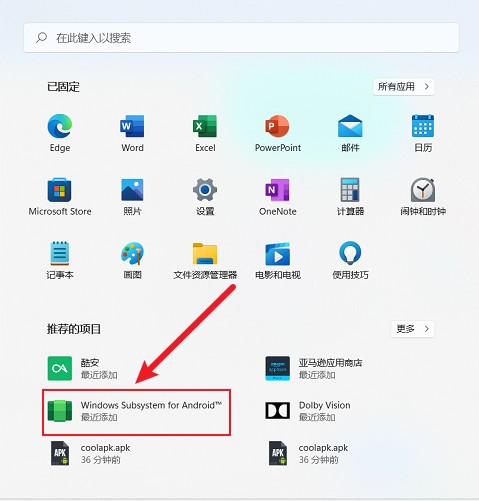 在此键入以搜索
已固定
所有应用
Edge
Word
Excel
PowerPoint
邮件
日历
Microsoft Store
照片
设置
OneNote
计算器
闹钟和时钟
记事本
画图
文件资源管理器
电影和电视
使用技巧
推荐的项目
更多
酷安
最近添加
亚马逊应用商店
最近添加
Windows Subsystem for Android™
最近添加
Dolby Vision
最近添加
coolapk.apk
36 分钟前
coolapk.apk
36 分钟前